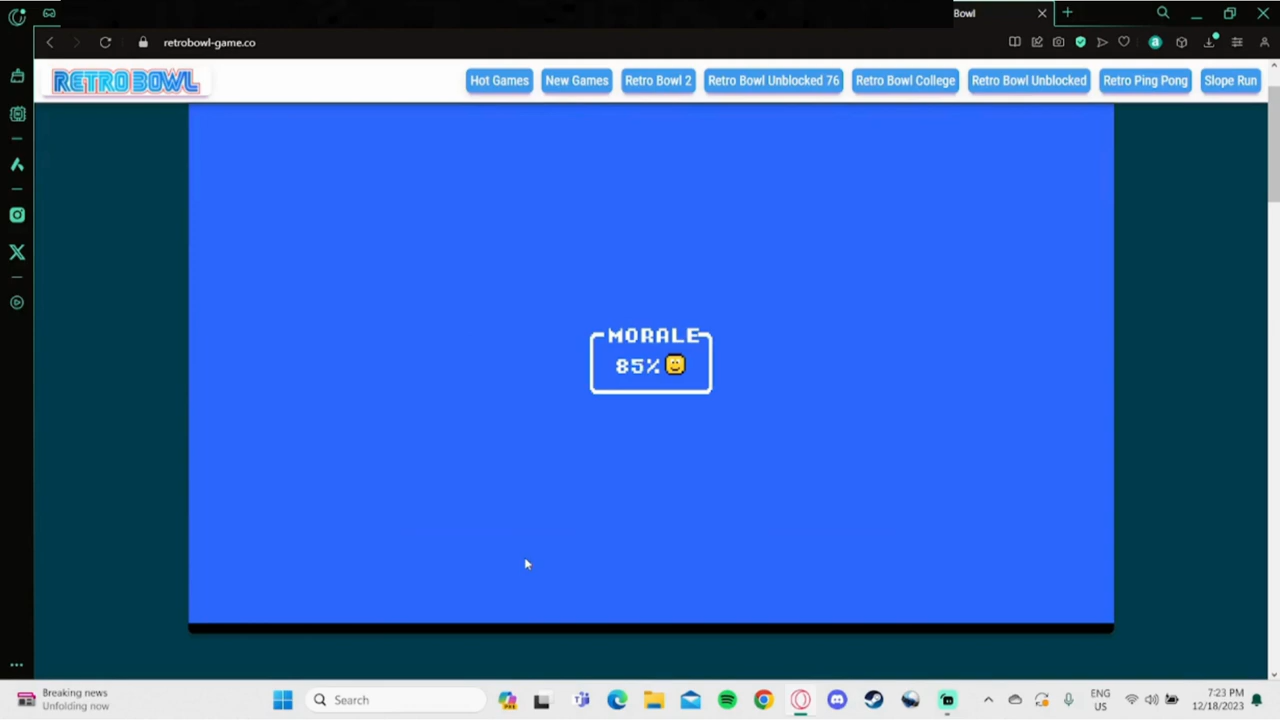 Bowl
retrobowl-game.co
RETRO BOWL
Hot Games
New Games
Retro Bowl 2
Retro Bowl Unblocked 76
Retro Bowl College
Retro Bowl Unblocked
Retro Ping Pong
Slope Run
MORALE
85%
Breaking news
Unfolding now
Search
ENG
US
7:23 PM
12/18/2023